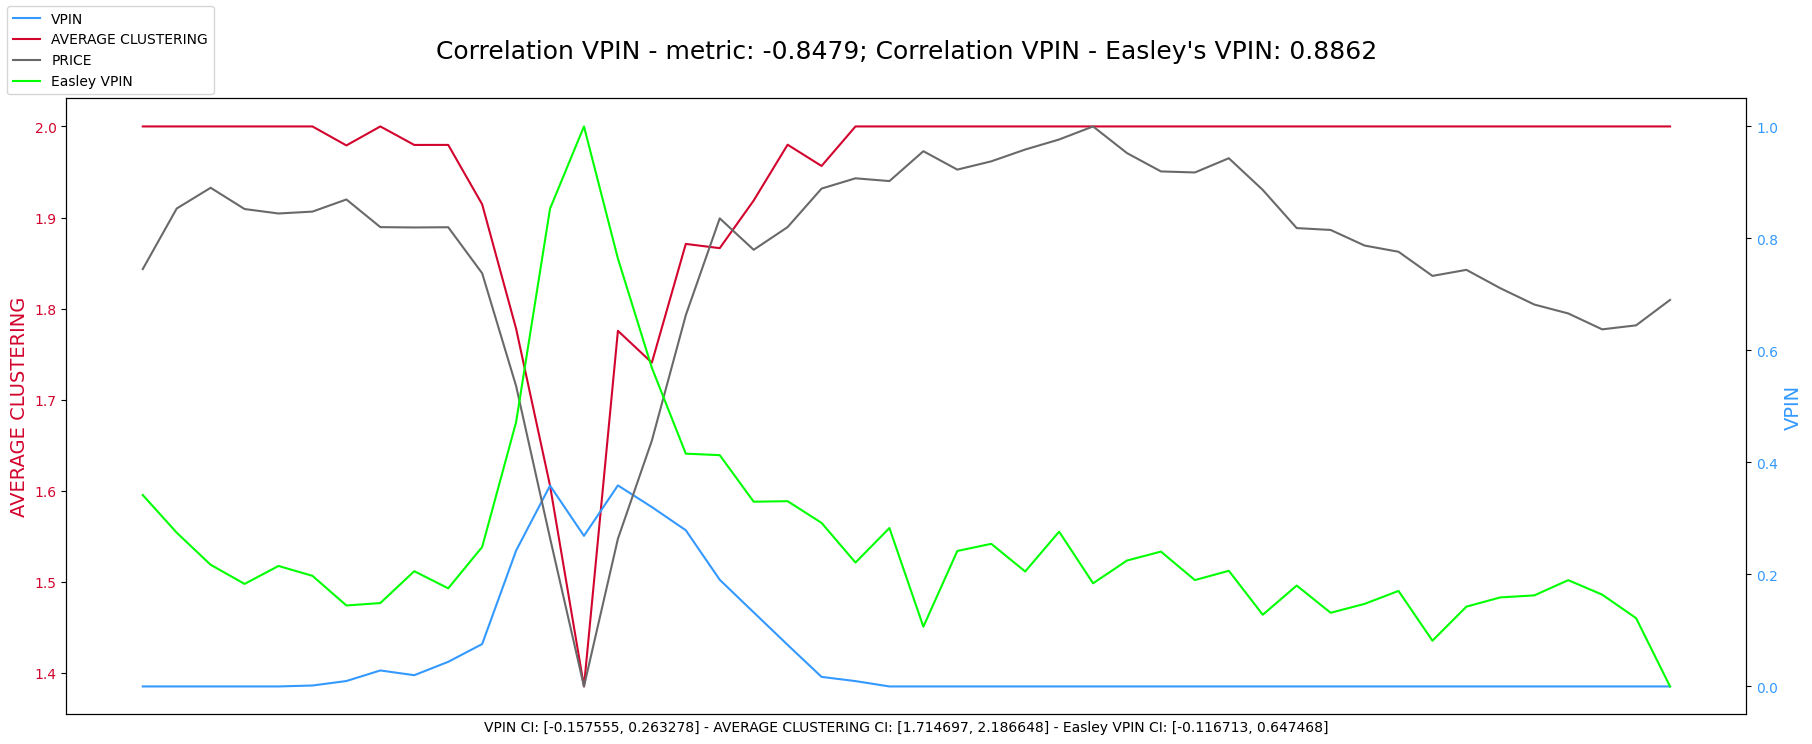 VPIN
AVERAGE CLUSTERING
PRICE
Easley VPIN
Correlation VPIN - metric: -0.8479; Correlation VPIN - Easley's VPIN: 0.8862
AVERAGE CLUSTERING
2.0
1.9
1.8
1.7
1.6
1.5
1.4
1.0
0.8
0.6
0.4
0.2
0.0
VPIN
VPIN CI: [-0.157555, 0.263278] - AVERAGE CLUSTERING CI: [1.714697, 2.186648] - Easley VPIN CI: [-0.116713, 0.647468]